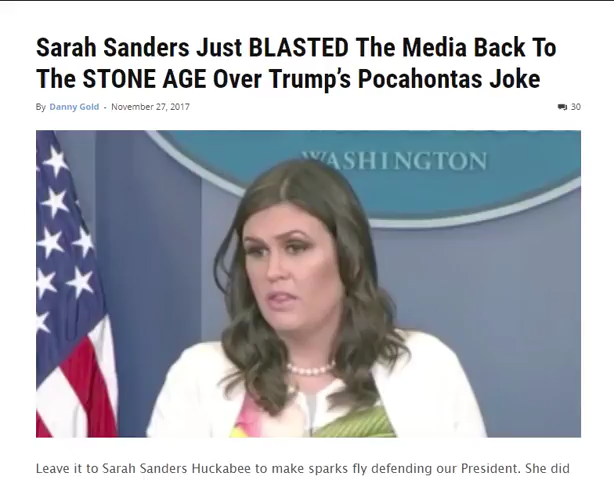 Sarah Sanders Just BLASTED The Media Back To
The STONE AGE Over Trump's Pocahontas Joke
By Danny Gold - November 27, 2017
30
WASHINGTON
Leave it to Sarah Sanders Huckabee to make sparks fly defending our President. She did